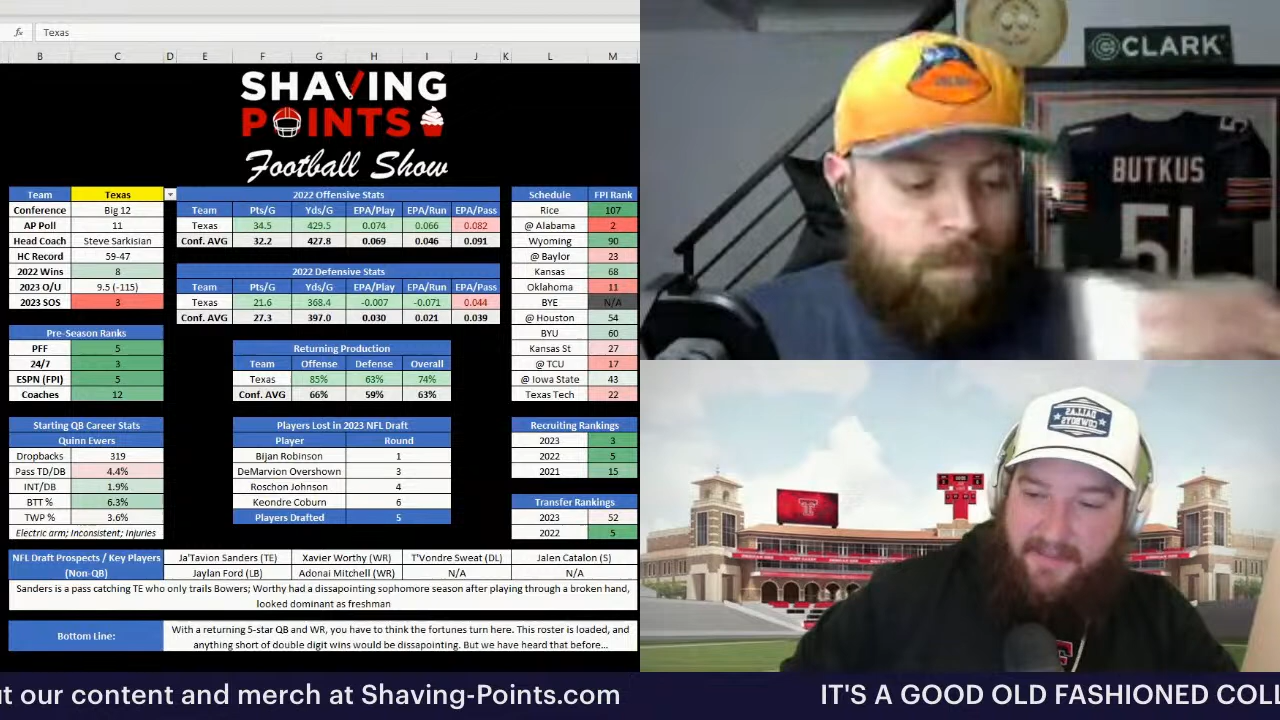 fx Texas
B C D E F G H I J K L M
SHAVING
POINTS
Football Show
Team Texas
Conference Big 12
AP Poll 11
Head Coach Steve Sarkisian
HC Record 59-47
2022 Wins 8
2023 O/U 9.5 (-115)
2023 SOS 3
Pre-Season Ranks
PFF 5
24/7 3
ESPN (FPI) 5
Coaches 12
Starting QB Career Stats
Quinn Ewers
Dropbacks 319
Pass TD/DB 4.4%
INT/DB 1.9%
BTT % 6.3%
TWP % 3.6%
Electric arm; Inconsistent; Injuries
2022 Offensive Stats
Team Pts/G Yds/G EPA/Play EPA/Run EPA/Pass
Texas 34.5 429.5 0.074 0.066 0.082
Conf. AVG 32.2 427.8 0.069 0.046 0.091
2022 Defensive Stats
Team Pts/G Yds/G EPA/Play EPA/Run EPA/Pass
Texas 21.6 368.4 -0.007 -0.071 0.044
Conf. AVG 27.3 397.0 0.030 0.021 0.039
Returning Production
Team Offense Defense Overall
Texas 85% 63% 74%
Conf. AVG 66% 59% 63%
Players Lost in 2023 NFL Draft
Player Round
Bijan Robinson 1
DeMarvion Overshown 3
Roschon Johnson 4
Keondre Coburn 6
Players Drafted 5
Schedule FPI Rank
Rice 107
@ Alabama 2
Wyoming 90
@ Baylor 23
Kansas 68
Oklahoma 11
BYE N/A
@ Houston 54
BYU 60
Kansas St 27
@ TCU 17
@ Iowa State 43
Texas Tech 22
Recruiting Rankings
2023 3
2022 5
2021 15
Transfer Rankings
2023 52
2022 5
NFL Draft Prospects / Key Players
(Non-QB)
Ja'Tavion Sanders (TE) Xavier Worthy (WR) T'Vondre Sweat (DL) Jalen Catalon (S)
Jaylan Ford (LB) Adonai Mitchell (WR) N/A N/A
Sanders is a pass catching TE who only trails Bowers; Worthy had a dissapointing sophomore season after playing through a broken hand,
looked dominant as freshman
Bottom Line:
With a returning 5-star QB and WR, you have to think the fortunes turn here. This roster is loaded, and
anything short of double digit wins would be dissapointing. But we have heard that before...
CLARK
BUTKUS
51
DALLAS
COWBOYS
t our content and merch at Shaving-Points.com
IT'S A GOOD OLD FASHIONED COLL